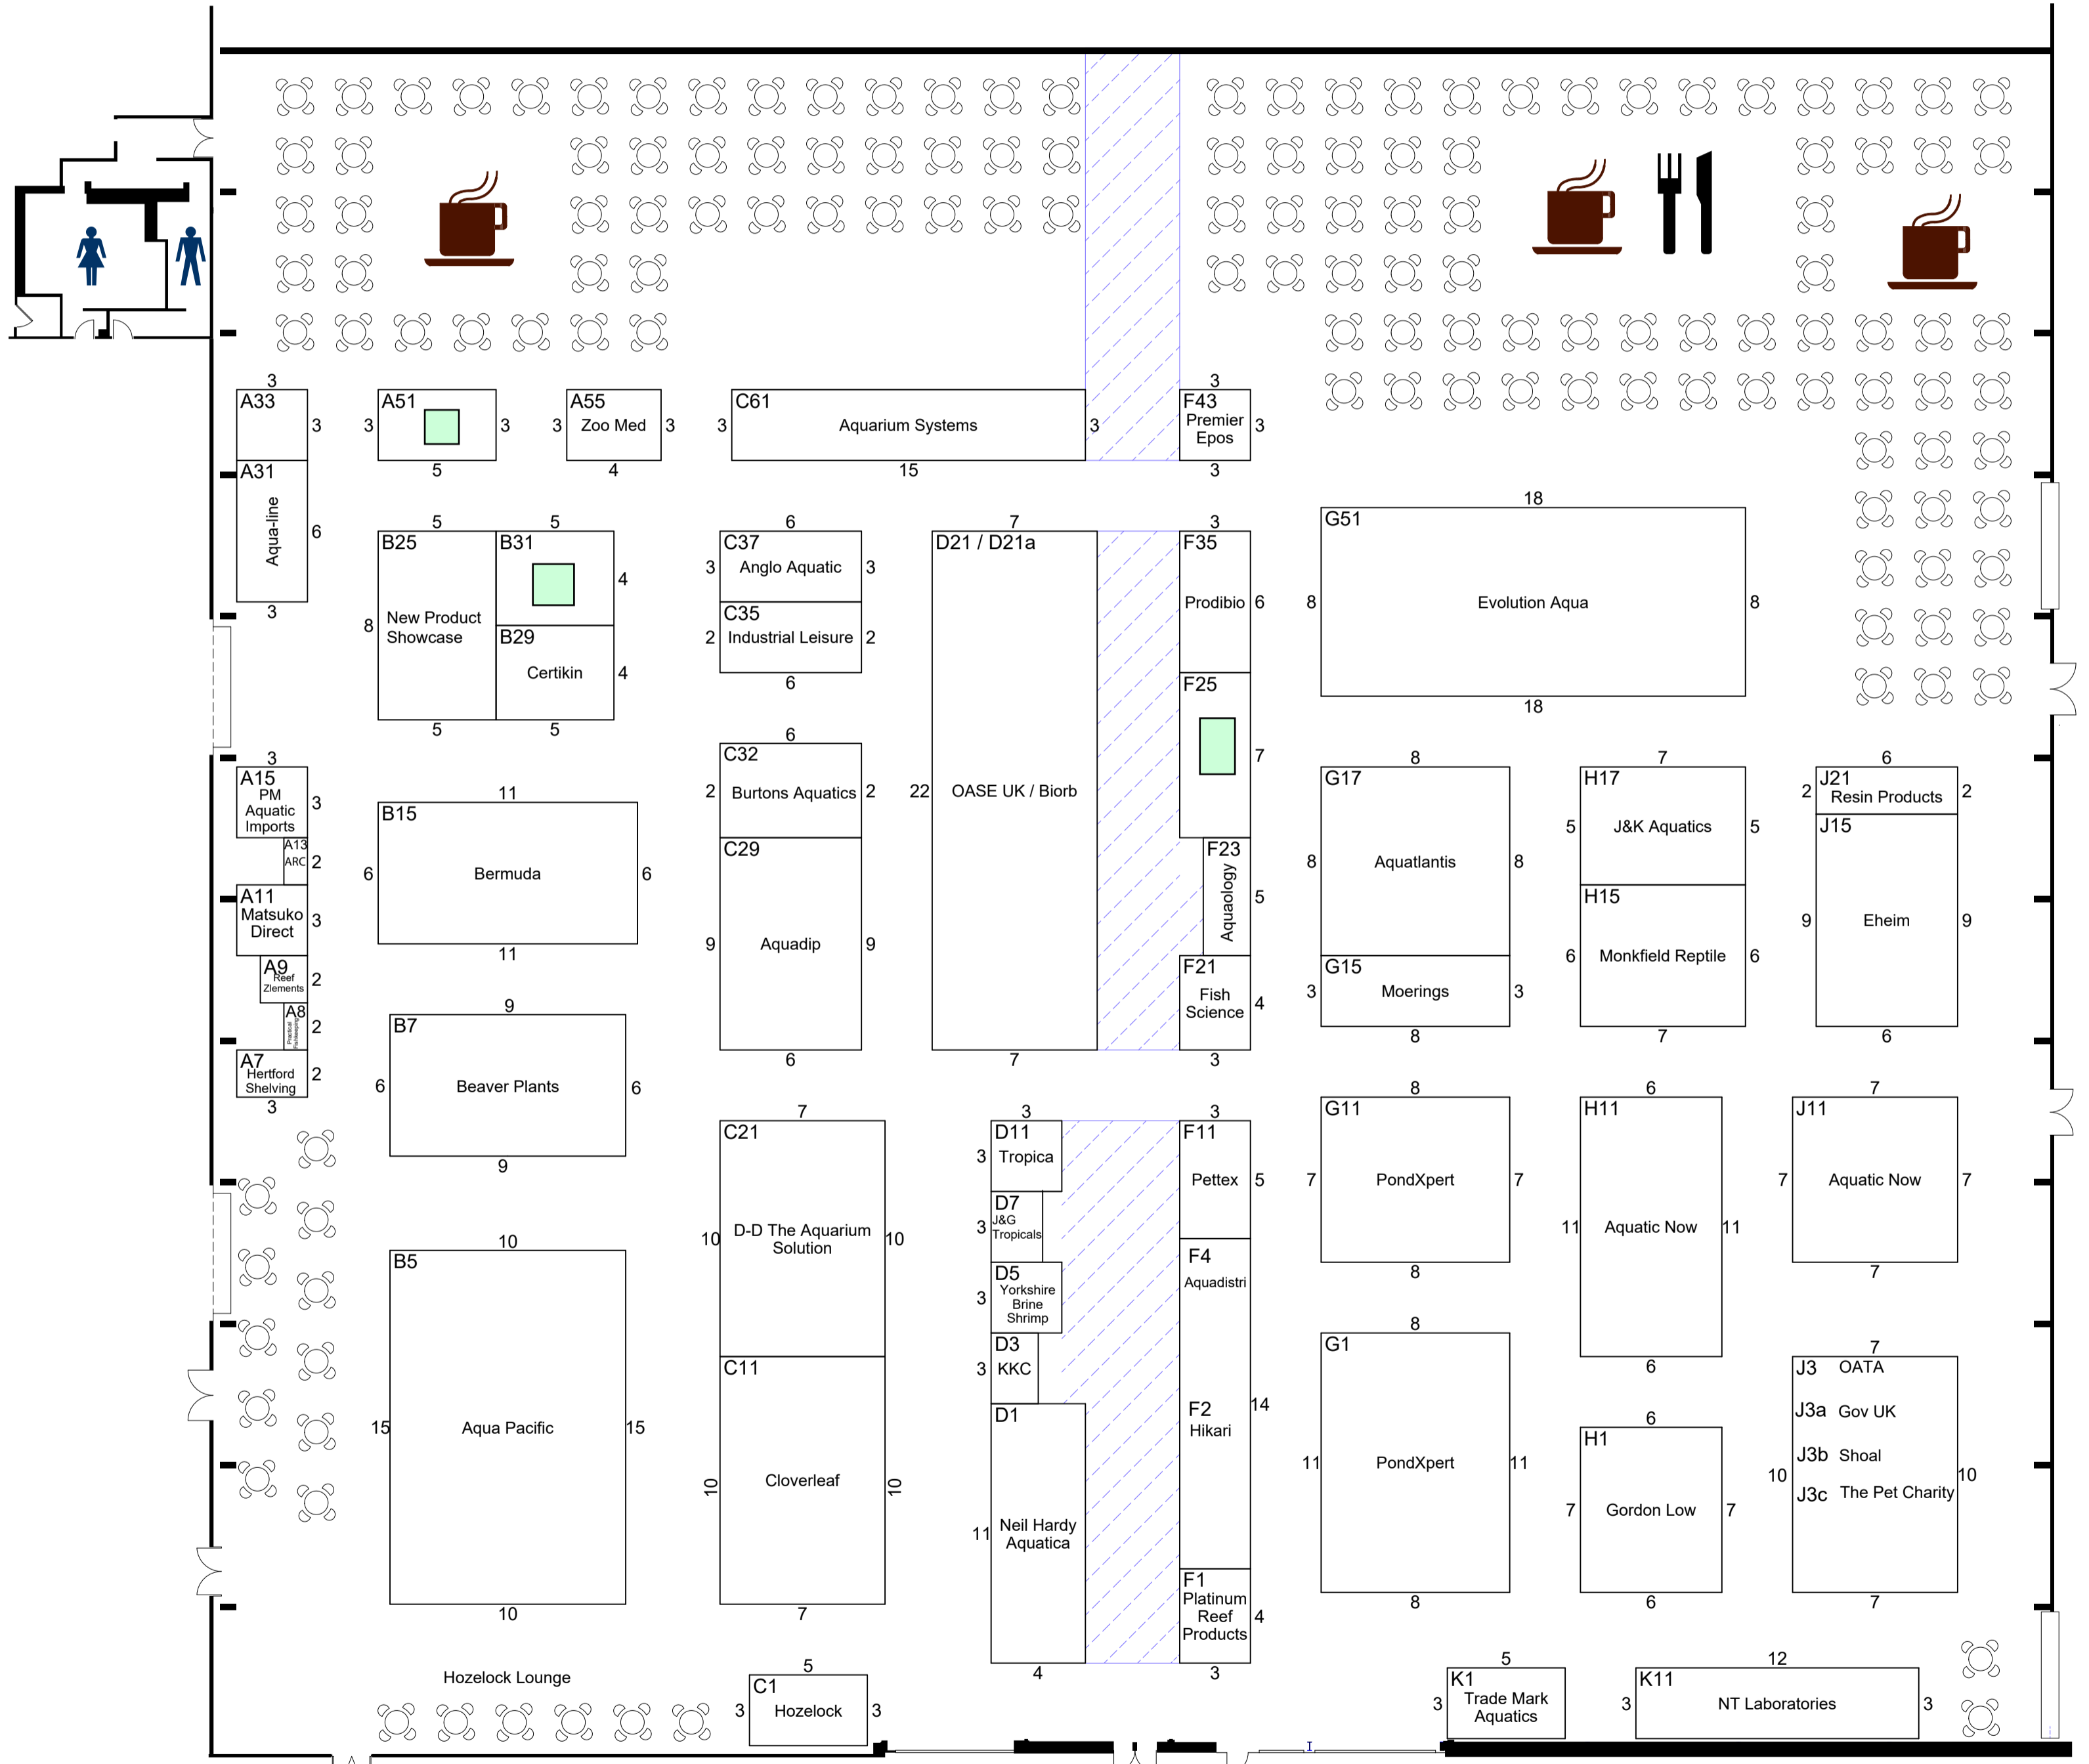 3
A33
3
A31
Aqua-line
6
3
A51
3
3
5
A55
Zoo Med
3
3
4
C61
Aquarium Systems
3
3
15
3
F43
Premier
Epos
3
3
5
B25
New Product
Showcase
8
5
5
B31
4
B29
Certikin
4
5
6
C37
Anglo Aquatic
3
3
C35
Industrial Leisure
2
2
6
7
D21 / D21a
OASE UK / Biorb
22
7
3
F35
Prodibio
6
F25
7
F23
Aquaology
5
F21
Fish
Science
4
3
18
G51
Evolution Aqua
8
8
18
3
A15
PM
Aquatic
Imports
3
A13
ARC
2
A11
Matsuko
Direct
3
A9
Reef
Zlements
2
A8
Practical
Fishkeeping
2
A7
Hertford
Shelving
2
3
11
B15
Bermuda
6
6
11
9
B7
Beaver Plants
6
6
9
6
C32
Burtons Aquatics
2
2
C29
Aquadip
9
9
6
8
G17
Aquatlantis
8
8
G15
Moerings
3
3
8
7
H17
J&K Aquatics
5
5
H15
Monkfield Reptile
6
6
7
6
J21
Resin Products
2
2
J15
Eheim
9
9
6
10
B5
Aqua Pacific
15
15
10
7
C21
D-D The Aquarium
Solution
10
10
C11
Cloverleaf
10
10
7
3
D11
Tropica
3
D7
J&G
Tropicals
3
D5
Yorkshire
Brine
Shrimp
3
D3
KKC
3
D1
Neil Hardy
Aquatica
11
4
3
F11
Pettex
5
F4
Aquadistri
F2
Hikari
14
F1
Platinum
Reef
Products
4
3
8
G11
PondXpert
7
7
8
8
G1
PondXpert
11
11
8
6
H11
Aquatic Now
11
11
6
6
H1
Gordon Low
7
7
6
7
J11
Aquatic Now
7
7
7
7
J3 OATA
J3a Gov UK
J3b Shoal
J3c The Pet Charity
10
10
7
Hozelock Lounge
5
C1
Hozelock
3
3
5
K1
Trade Mark
Aquatics
3
12
K11
NT Laboratories
3
3